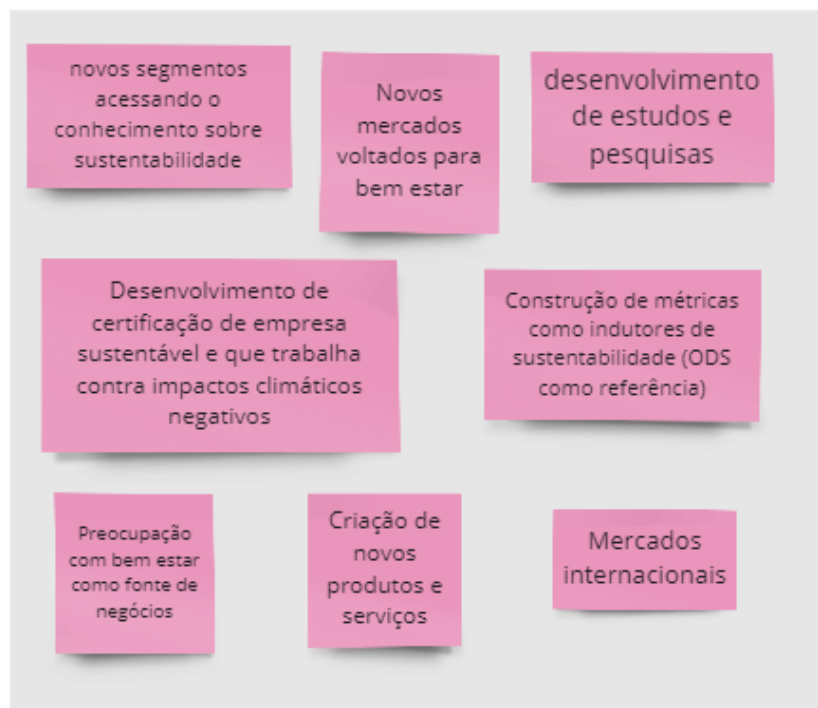 novos segmentos
acessando o
conhecimento sobre
sustentabilidade
Novos
mercados
voltados para
bem estar
desenvolvimento
de estudos e
pesquisas
Desenvolvimento de
certificação de empresa
sustentável e que trabalha
contra impactos climáticos
negativos
Construção de métricas
como indutores de
sustentabilidade (ODS
como referência)
Preocupação
com bem estar
como fonte de
negócios
Criação de
novos
produtos e
serviços
Mercados
internacionais